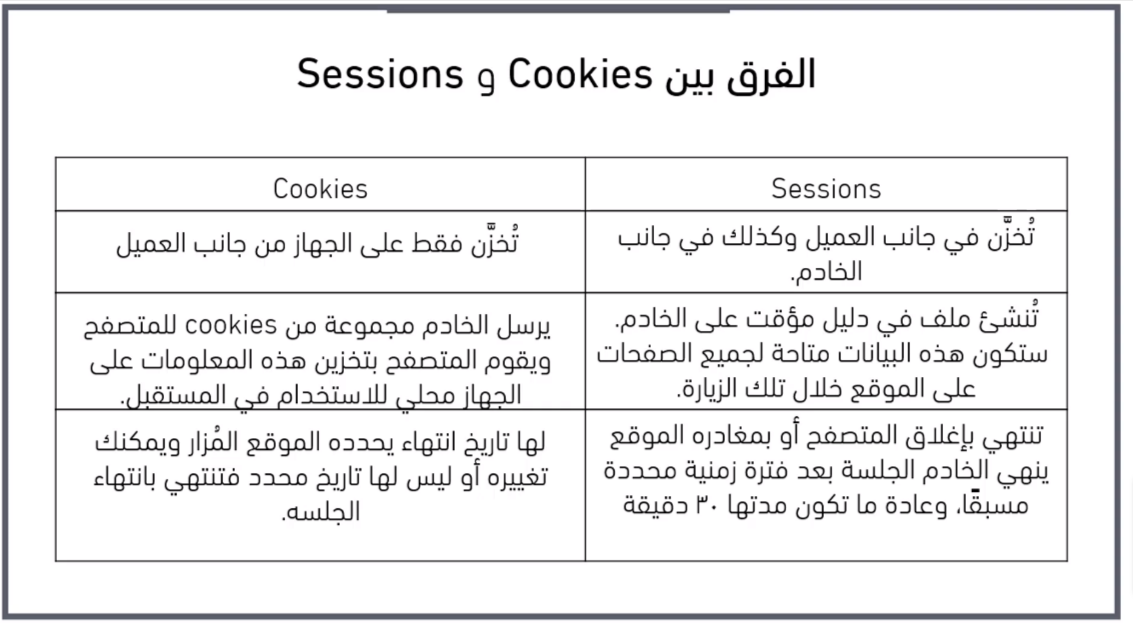 الفرق بين Cookies و Sessions
Sessions
Cookies
تُخزَّن في جانب العميل وكذلك في جانب
الخادم.
تُخزَّن فقط على الجهاز من جانب العميل
تُنشئ ملف في دليل مؤقت على الخادم.
ستكون هذه البيانات متاحة لجميع الصفحات
على الموقع خلال تلك الزيارة.
يرسل الخادم مجموعة من cookies للمتصفح
ويقوم المتصفح بتخزين هذه المعلومات على
الجهاز محلي للاستخدام في المستقبل.
تنتهي بإغلاق المتصفح أو بمغادره الموقع
ينهي الخادم الجلسة بعد فترة زمنية محددة
مسبقًا، وعادة ما تكون مدتها ٣٠ دقيقة
لها تاريخ انتهاء يحدده الموقع المُزار ويمكنك
تغييره أو ليس لها تاريخ محدد فتنتهي بانتهاء
الجلسه.